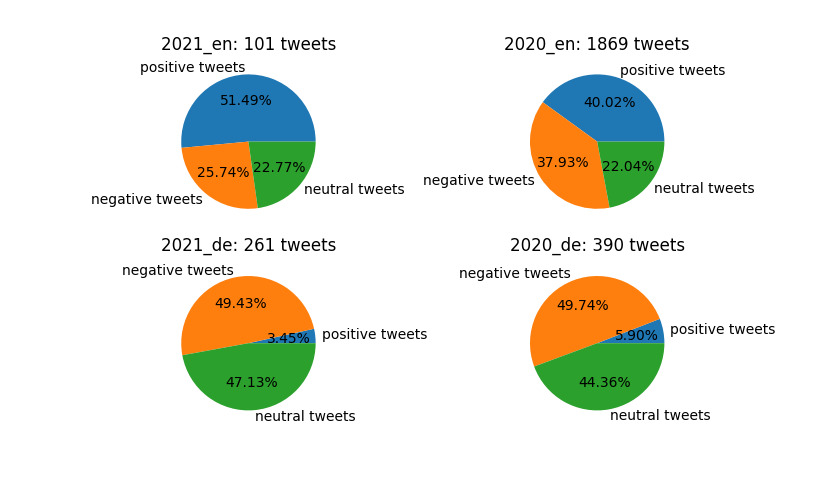 2021_en: 101 tweets
positive tweets
51.49%
25.74%
22.77%
negative tweets
neutral tweets
2020_en: 1869 tweets
positive tweets
40.02%
37.93%
22.04%
negative tweets
neutral tweets
2021_de: 261 tweets
negative tweets
49.43%
3.45%
positive tweets
47.13%
neutral tweets
2020_de: 390 tweets
negative tweets
49.74%
5.90%
positive tweets
44.36%
neutral tweets